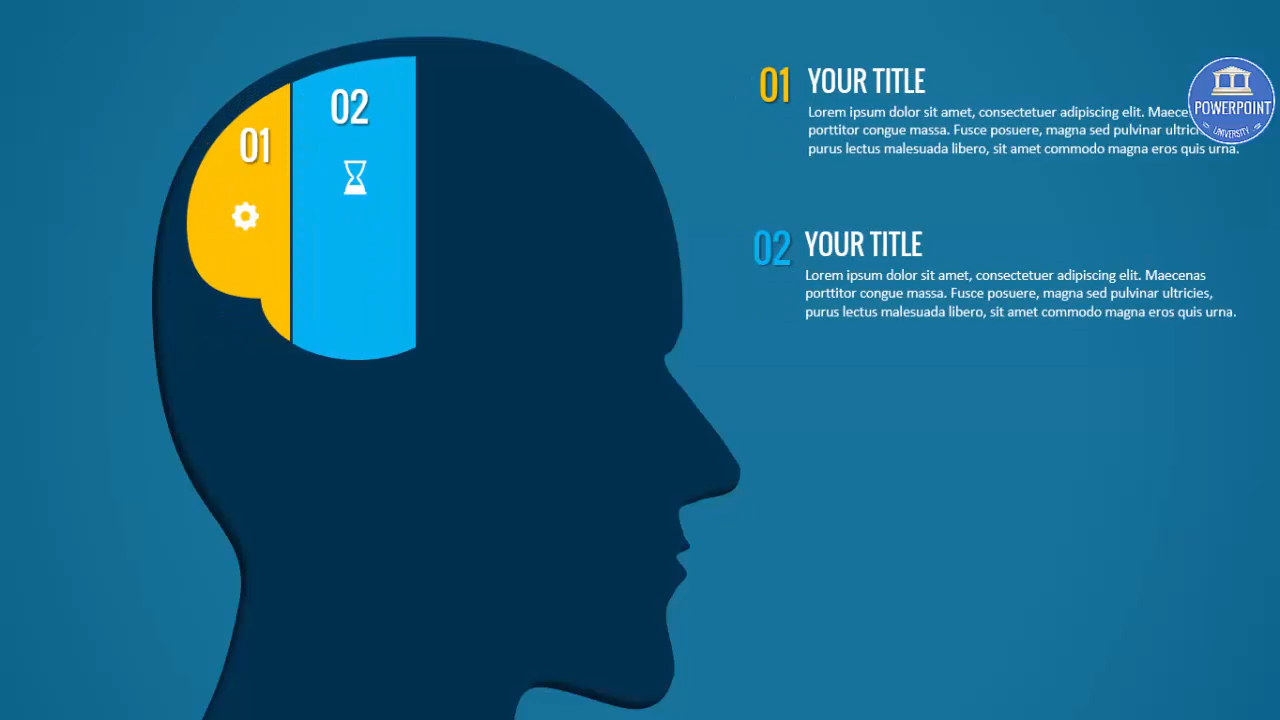 01
02
01 YOUR TITLE
Lorem ipsum dolor sit amet, consectetuer adipiscing elit. Maece
porttitor congue massa. Fusce posuere, magna sed pulvinar ultric
purus lectus malesuada libero, sit amet commodo magna eros quis urna.
POWERPOINT
UNIVERSITY
02 YOUR TITLE
Lorem ipsum dolor sit amet, consectetuer adipiscing elit. Maecenas
porttitor congue massa. Fusce posuere, magna sed pulvinar ultricies,
purus lectus malesuada libero, sit amet commodo magna eros quis urna.